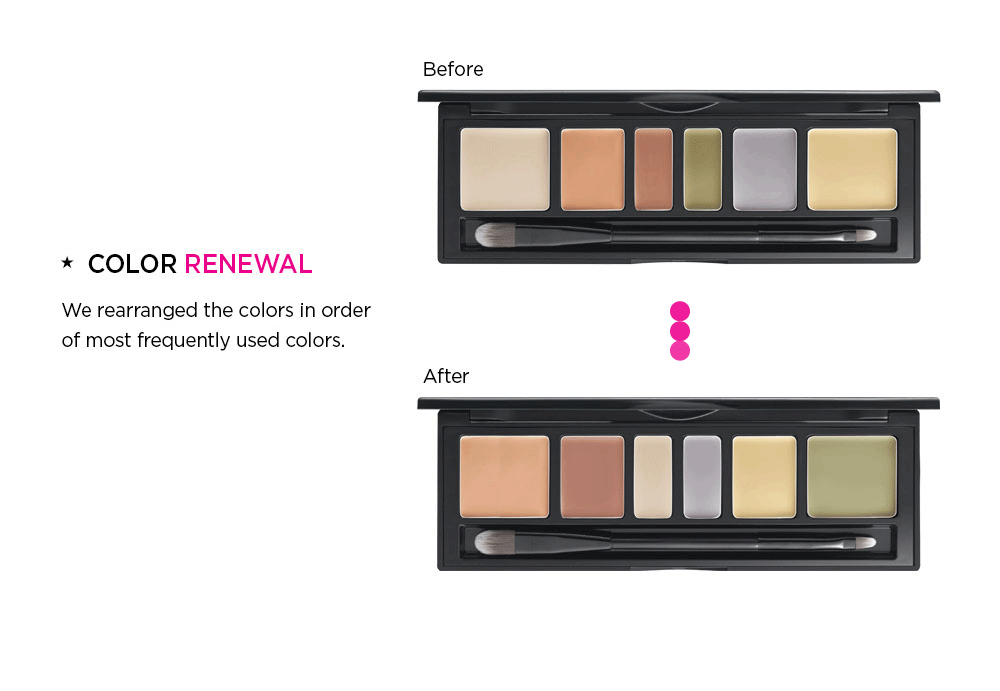 Before
★ COLOR RENEWAL
We rearranged the colors in order
of most frequently used colors.
After